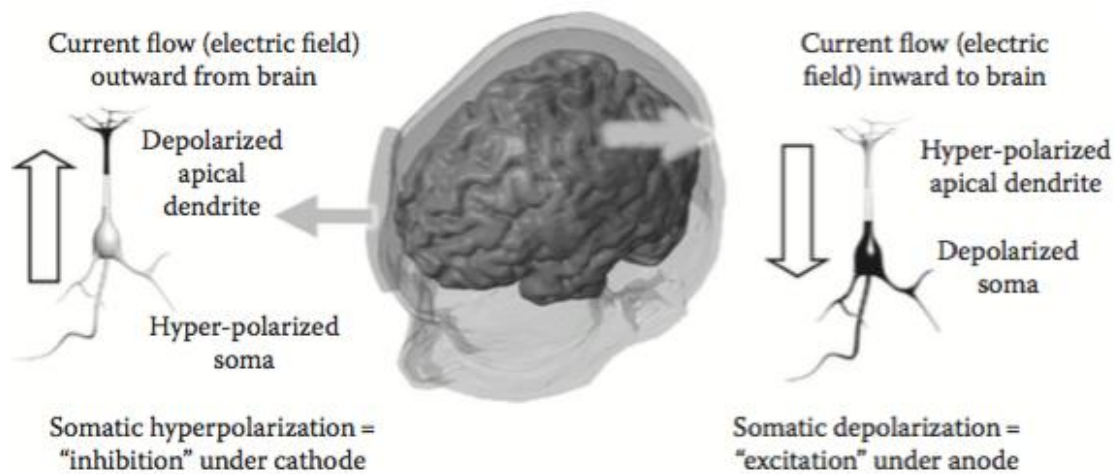 Current flow (electric field)
outward from brain
Depolarized
apical
dendrite
Hyper-polarized
soma
Somatic hyperpolarization =
“inhibition” under cathode
Current flow (electric
field) inward to brain
Hyper-polarized
apical dendrite
Depolarized
soma
Somatic depolarization =
“excitation” under anode